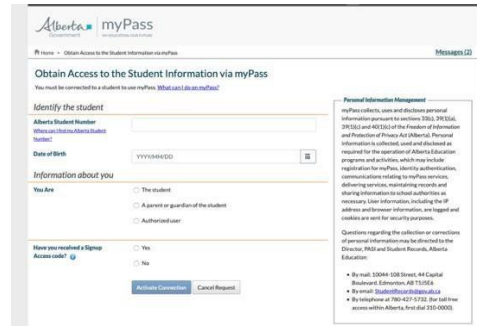 Alberta Government
myPass
MY EDUCATION. OUR FUTURE.
Home • Obtain Access to the Student Information via myPass
Messages (2)
Obtain Access to the Student Information via myPass
You must be connected to a student to use myPass. What can I do on myPass?
Identify the student
Alberta Student Number
Where can I find my Alberta Student
Number?
Date of Birth
YYYY/MM/DD
Information about you
You Are
The student
A parent or guardian of the student
Authorized user
Have you received a Signup
Access code?
Yes
No
Activate Connection
Cancel Request
Personal Information Management
myPass collects, uses and discloses personal
information pursuant to sections 33(c), 39(1)(a),
39(1)(c) and 40(1)(c) of the Freedom of Information
and Protection of Privacy Act (Alberta). Personal
information is collected, used and disclosed as
required for the operation of Alberta Education
programs and activities, which may include
registration for myPass, identity authentication,
communications relating to myPass services,
delivering services, maintaining records and
sharing information to school authorities as
necessary. User information, including the IP
address and browser information, are logged and
cookies are sent for security purposes.
Questions regarding the collection or corrections
of personal information may be directed to the
Director, PASI and Student Records, Alberta
Education:
• By mail: 10044-108 Street, 44 Capital
Boulevard. Edmonton, AB T5J5E6
• By email: StudentRecords@gov.ab.ca
• By telephone at 780-427-5732. (for toll free
access within Alberta, first dial 310-0000).